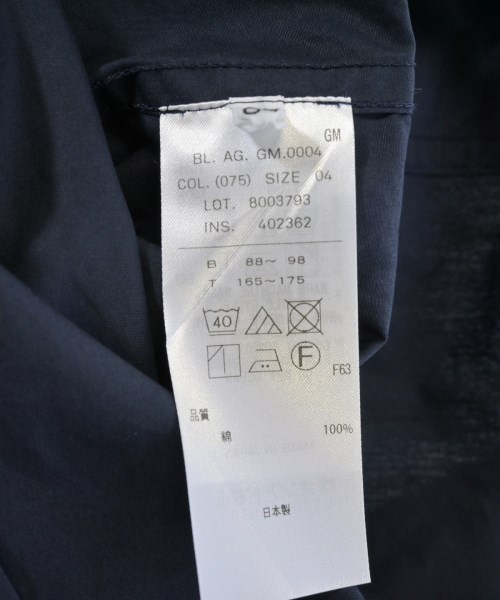 GM
BL. AG. GM.0004
COL. (075) SIZE 04
LOT. 8003793
INS. 402362
B 88～ 98
T 165～175
40
F
F63
品質
綿 100%
日本製